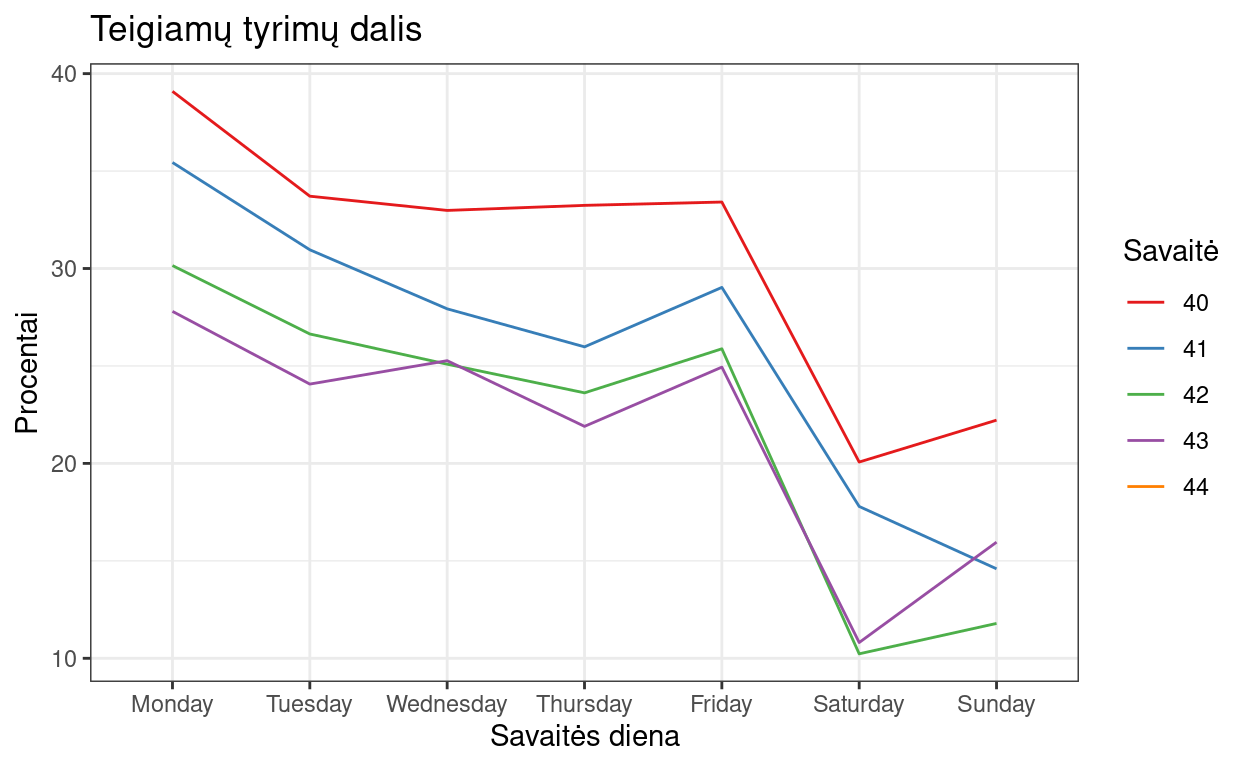 Teigiamų tyrimų dalis
Procentai
40
30
20
10
Monday Tuesday Wednesday Thursday Friday Saturday Sunday
Savaitės diena
Savaitė
40
41
42
43
44